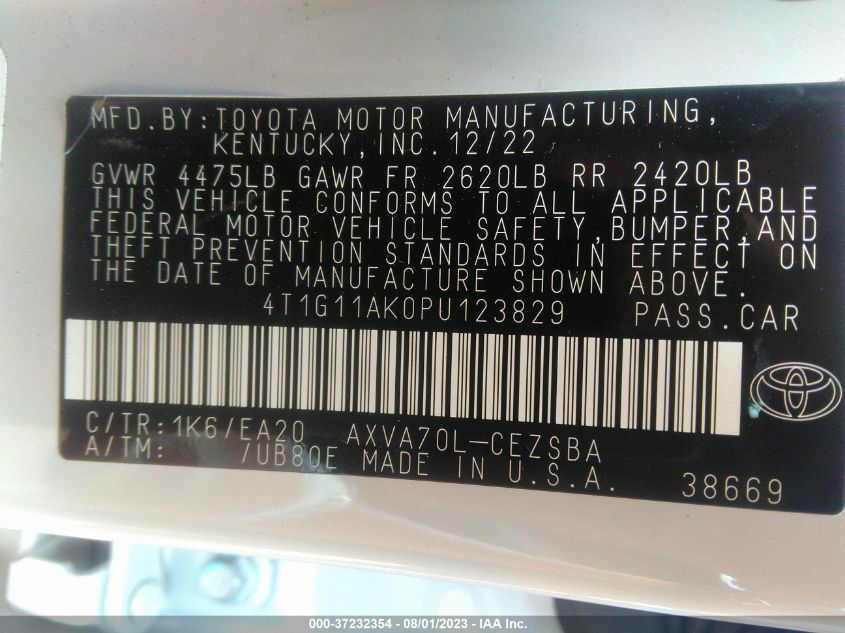 MFD.BY:TOYOTA MOTOR MANUFACTURING,
KENTUCKY,INC.12/22
GVWR 4475LB GAWR FR 2620LB RR 2420LB
THIS VEHICLE CONFORMS TO ALL APPLICABLE
FEDERAL MOTOR VEHICLE SAFETY,BUMPER,AND
THEFT PREVENTION STANDARDS IN EFFECT ON
THE DATE OF MANUFACTURE SHOWN ABOVE.
4T1G11AK0PU123829 PASS.CAR
C/TR:1K6/EA20 AXVA70L-CEZSBA
A/TM: /UB80E MADE IN U.S.A. 38669
000-37232354 - 08/01/2023 - IAA Inc.